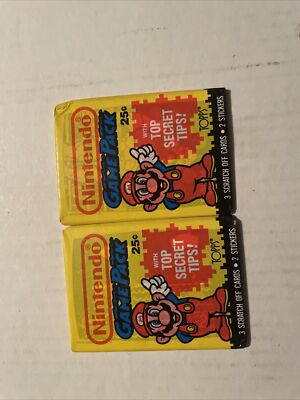 Nintendo®
GAME PACK
25¢
WITH
TOP
SECRET
TIPS!
TOPPS
3 SCRATCH OFF CARDS • 2 STICKERS
Nintendo®
GAME PACK
25¢
WITH
TOP
SECRET
TIPS!
TOPPS
3 SCRATCH OFF CARDS • 2 STICKERS